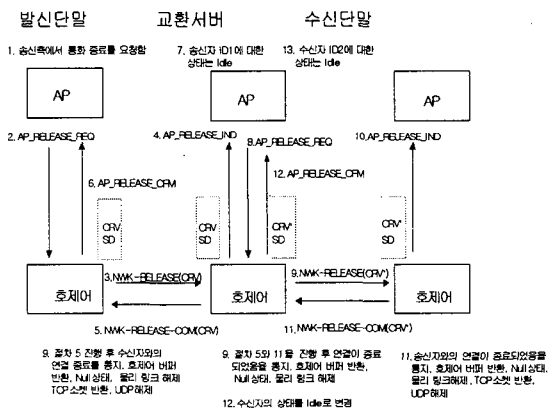 발신단말
교환서버
수신단말
1. 송신측에서 통화 종료를 요청함
7. 송신자 ID1에 대한
상태는 Idle
13. 수신자 ID2에 대한
상태는 Idle
AP
AP
AP
2. AP_RELEASE_REQ
4. AP_RELEASE_IND
8. AP_RELEASE_REQ
10. AP_RELEASE_IND
6. AP_RELEASE_CFM
12. AP_RELEASE_CFM
CRV
SD
CRV
SD
CRV'
SD
CRV'
SD
호제어
호제어
호제어
3. NWK-RELEASE(CRV)
9. NWK-RELEASE(CRV')
5. NWK-RELEASE-COM(CRV)
11. NWK-RELEASE-COM(CRV')
9. 절차 5 진행 후 수신자와의
연결 종료를 통지, 호제어 버퍼
반환, Null상태, 물리 링크 해제
TCP소켓 반환, UDP해제
9. 절차 5와 11을 진행 후 연결이 종료
되었음을 통지, 호제어 버퍼 반환,
Null상태, 물리 링크 해제
12. 수신자의 상태를 Idle로 변경
11. 송신자와의 연결이 종료되었음을
통지, 호제어 버퍼 반환, Null상태,
물리 링크해제, TCP소켓 반환,
UDP해제